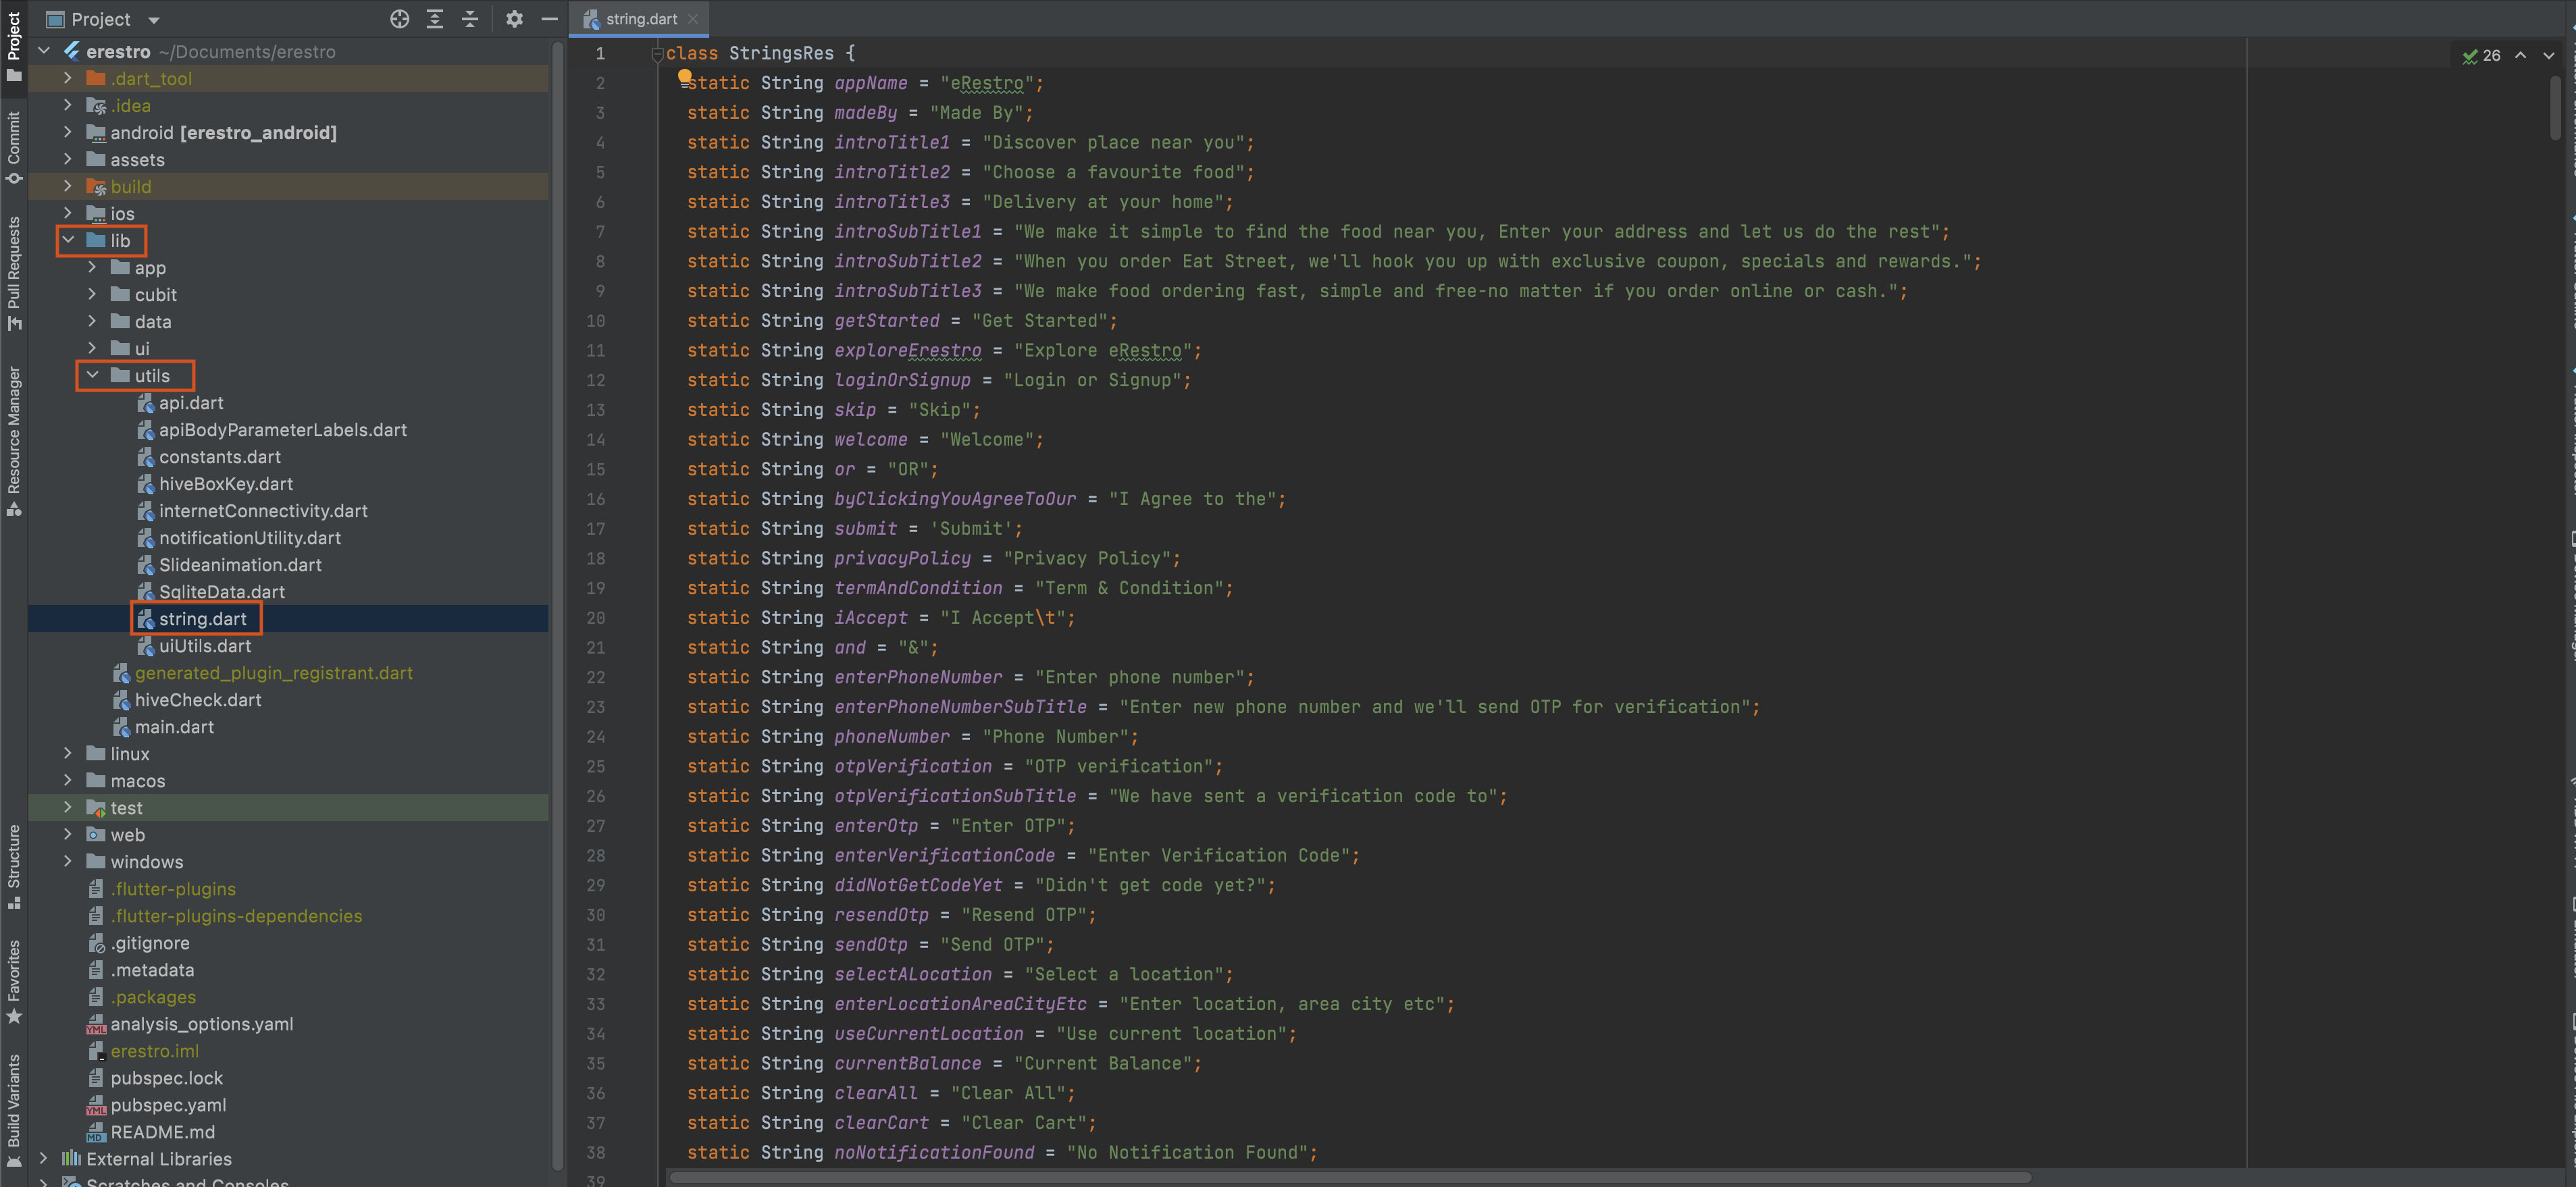 Project
Commit
Pull Requests
Resource Manager
Structure
Favorites
Build Variants
Project
erestro ~/Documents/erestro
.dart_tool
.idea
android [erestro_android]
assets
build
ios
lib
app
cubit
data
ui
utils
api.dart
apiBodyParameterLabels.dart
constants.dart
hiveBoxKey.dart
internetConnectivity.dart
notificationUtility.dart
Slideanimation.dart
SqliteData.dart
string.dart
uiUtils.dart
generated_plugin_registrant.dart
hiveCheck.dart
main.dart
linux
macos
test
web
windows
.flutter-plugins
.flutter-plugins-dependencies
.gitignore
.metadata
.packages
analysis_options.yaml
erestro.iml
pubspec.lock
pubspec.yaml
README.md
External Libraries
Scratches and Consoles
string.dart
26
1 class StringsRes {
2 static String appName = "eRestro";
3 static String madeBy = "Made By";
4 static String introTitle1 = "Discover place near you";
5 static String introTitle2 = "Choose a favourite food";
6 static String introTitle3 = "Delivery at your home";
7 static String introSubTitle1 = "We make it simple to find the food near you, Enter your address and let us do the rest";
8 static String introSubTitle2 = "When you order Eat Street, we'll hook you up with exclusive coupon, specials and rewards.";
9 static String introSubTitle3 = "We make food ordering fast, simple and free-no matter if you order online or cash.";
10 static String getStarted = "Get Started";
11 static String exploreErestro = "Explore eRestro";
12 static String loginOrSignup = "Login or Signup";
13 static String skip = "Skip";
14 static String welcome = "Welcome";
15 static String or = "OR";
16 static String byClickingYouAgreeToOur = "I Agree to the";
17 static String submit = 'Submit';
18 static String privacyPolicy = "Privacy Policy";
19 static String termAndCondition = "Term & Condition";
20 static String iAccept = "I Accept\t";
21 static String and = "&";
22 static String enterPhoneNumber = "Enter phone number";
23 static String enterPhoneNumberSubTitle = "Enter new phone number and we'll send OTP for verification";
24 static String phoneNumber = "Phone Number";
25 static String otpVerification = "OTP verification";
26 static String otpVerificationSubTitle = "We have sent a verification code to";
27 static String enterOtp = "Enter OTP";
28 static String enterVerificationCode = "Enter Verification Code";
29 static String didNotGetCodeYet = "Didn't get code yet?";
30 static String resendOtp = "Resend OTP";
31 static String sendOtp = "Send OTP";
32 static String selectALocation = "Select a location";
33 static String enterLocationAreaCityEtc = "Enter location, area city etc";
34 static String useCurrentLocation = "Use current location";
35 static String currentBalance = "Current Balance";
36 static String clearAll = "Clear All";
37 static String clearCart = "Clear Cart";
38 static String noNotificationFound = "No Notification Found";
39